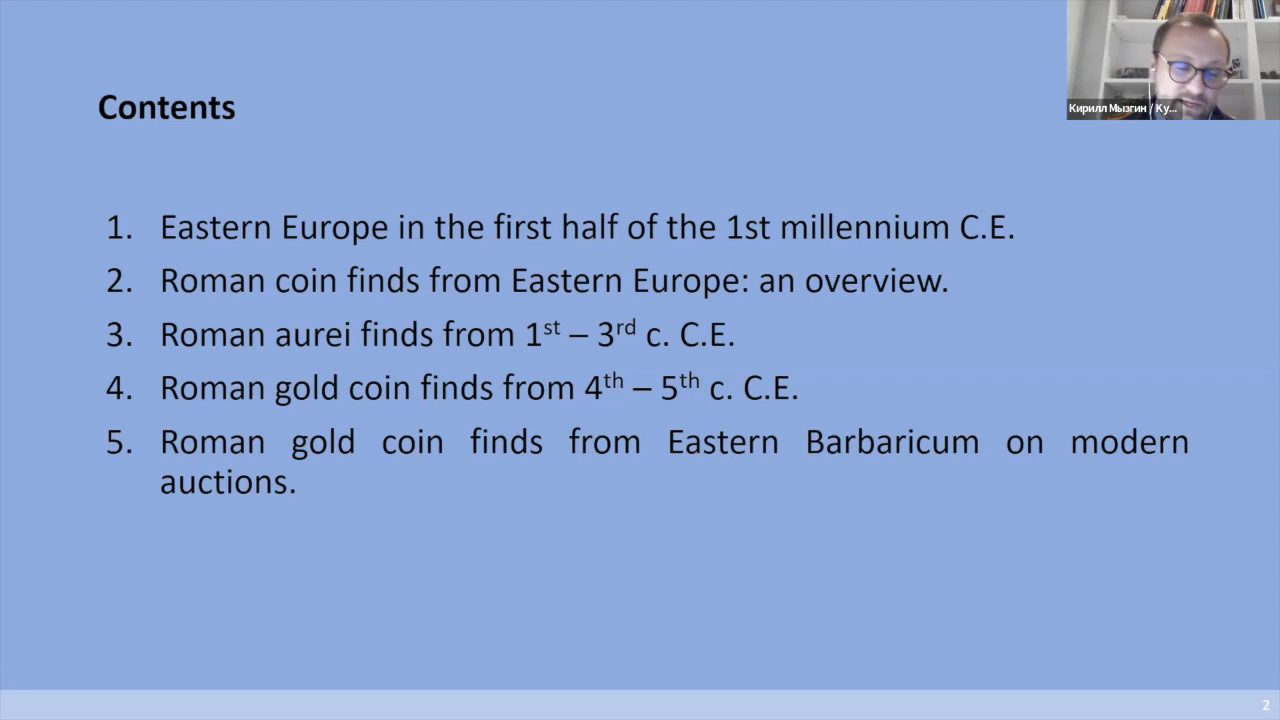 Contents
Кирилл Мызгин / Ky...
1. Eastern Europe in the first half of the 1st millennium C.E.
2. Roman coin finds from Eastern Europe: an overview.
3. Roman aurei finds from 1st – 3rd c. C.E.
4. Roman gold coin finds from 4th – 5th c. C.E.
5. Roman gold coin finds from Eastern Barbaricum on modern
auctions.
2